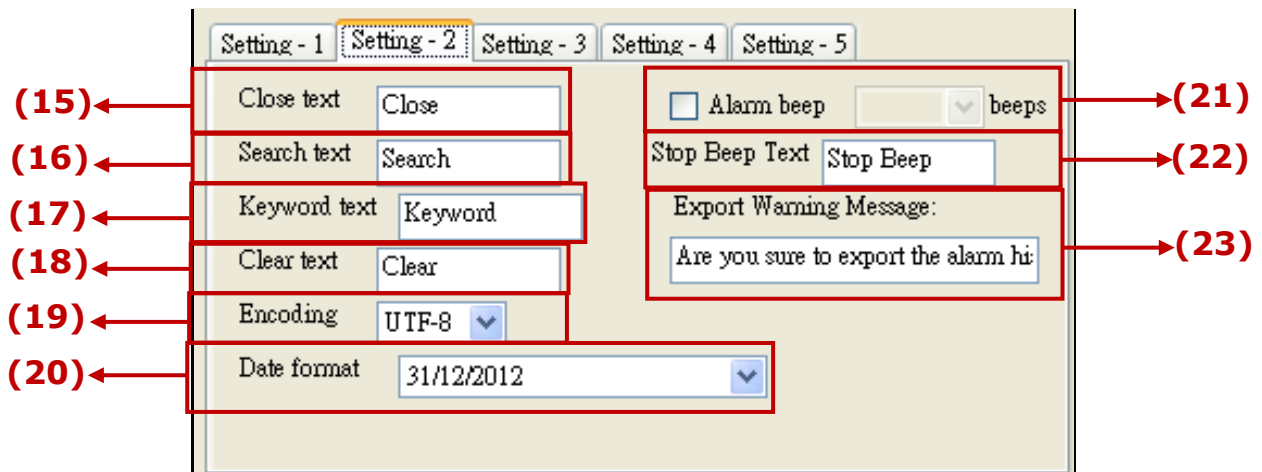 Setting - 1 Setting - 2 Setting - 3 Setting - 4 Setting - 5
(15) Close text Close
(16) Search text Search
(17) Keyword text Keyword
(18) Clear text Clear
(19) Encoding UTF-8
(20) Date format 31/12/2012
Alarm beep beeps (21)
Stop Beep Text Stop Beep (22)
Export Warning Message:
Are you sure to export the alarm his (23)